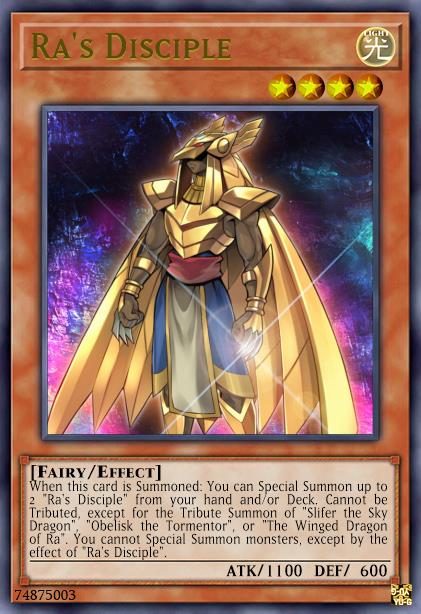 Ra's Disciple
LIGHT
光
[Fairy/Effect]
When this card is Summoned: You can Special Summon up to
2 "Ra's Disciple" from your hand and/or Deck. Cannot be
Tributed, except for the Tribute Summon of "Slifer the Sky
Dragon", "Obelisk the Tormentor", or "The Winged Dragon
of Ra". You cannot Special Summon monsters, except by the
effect of "Ra's Disciple".
ATK/1100 DEF/ 600
74875003